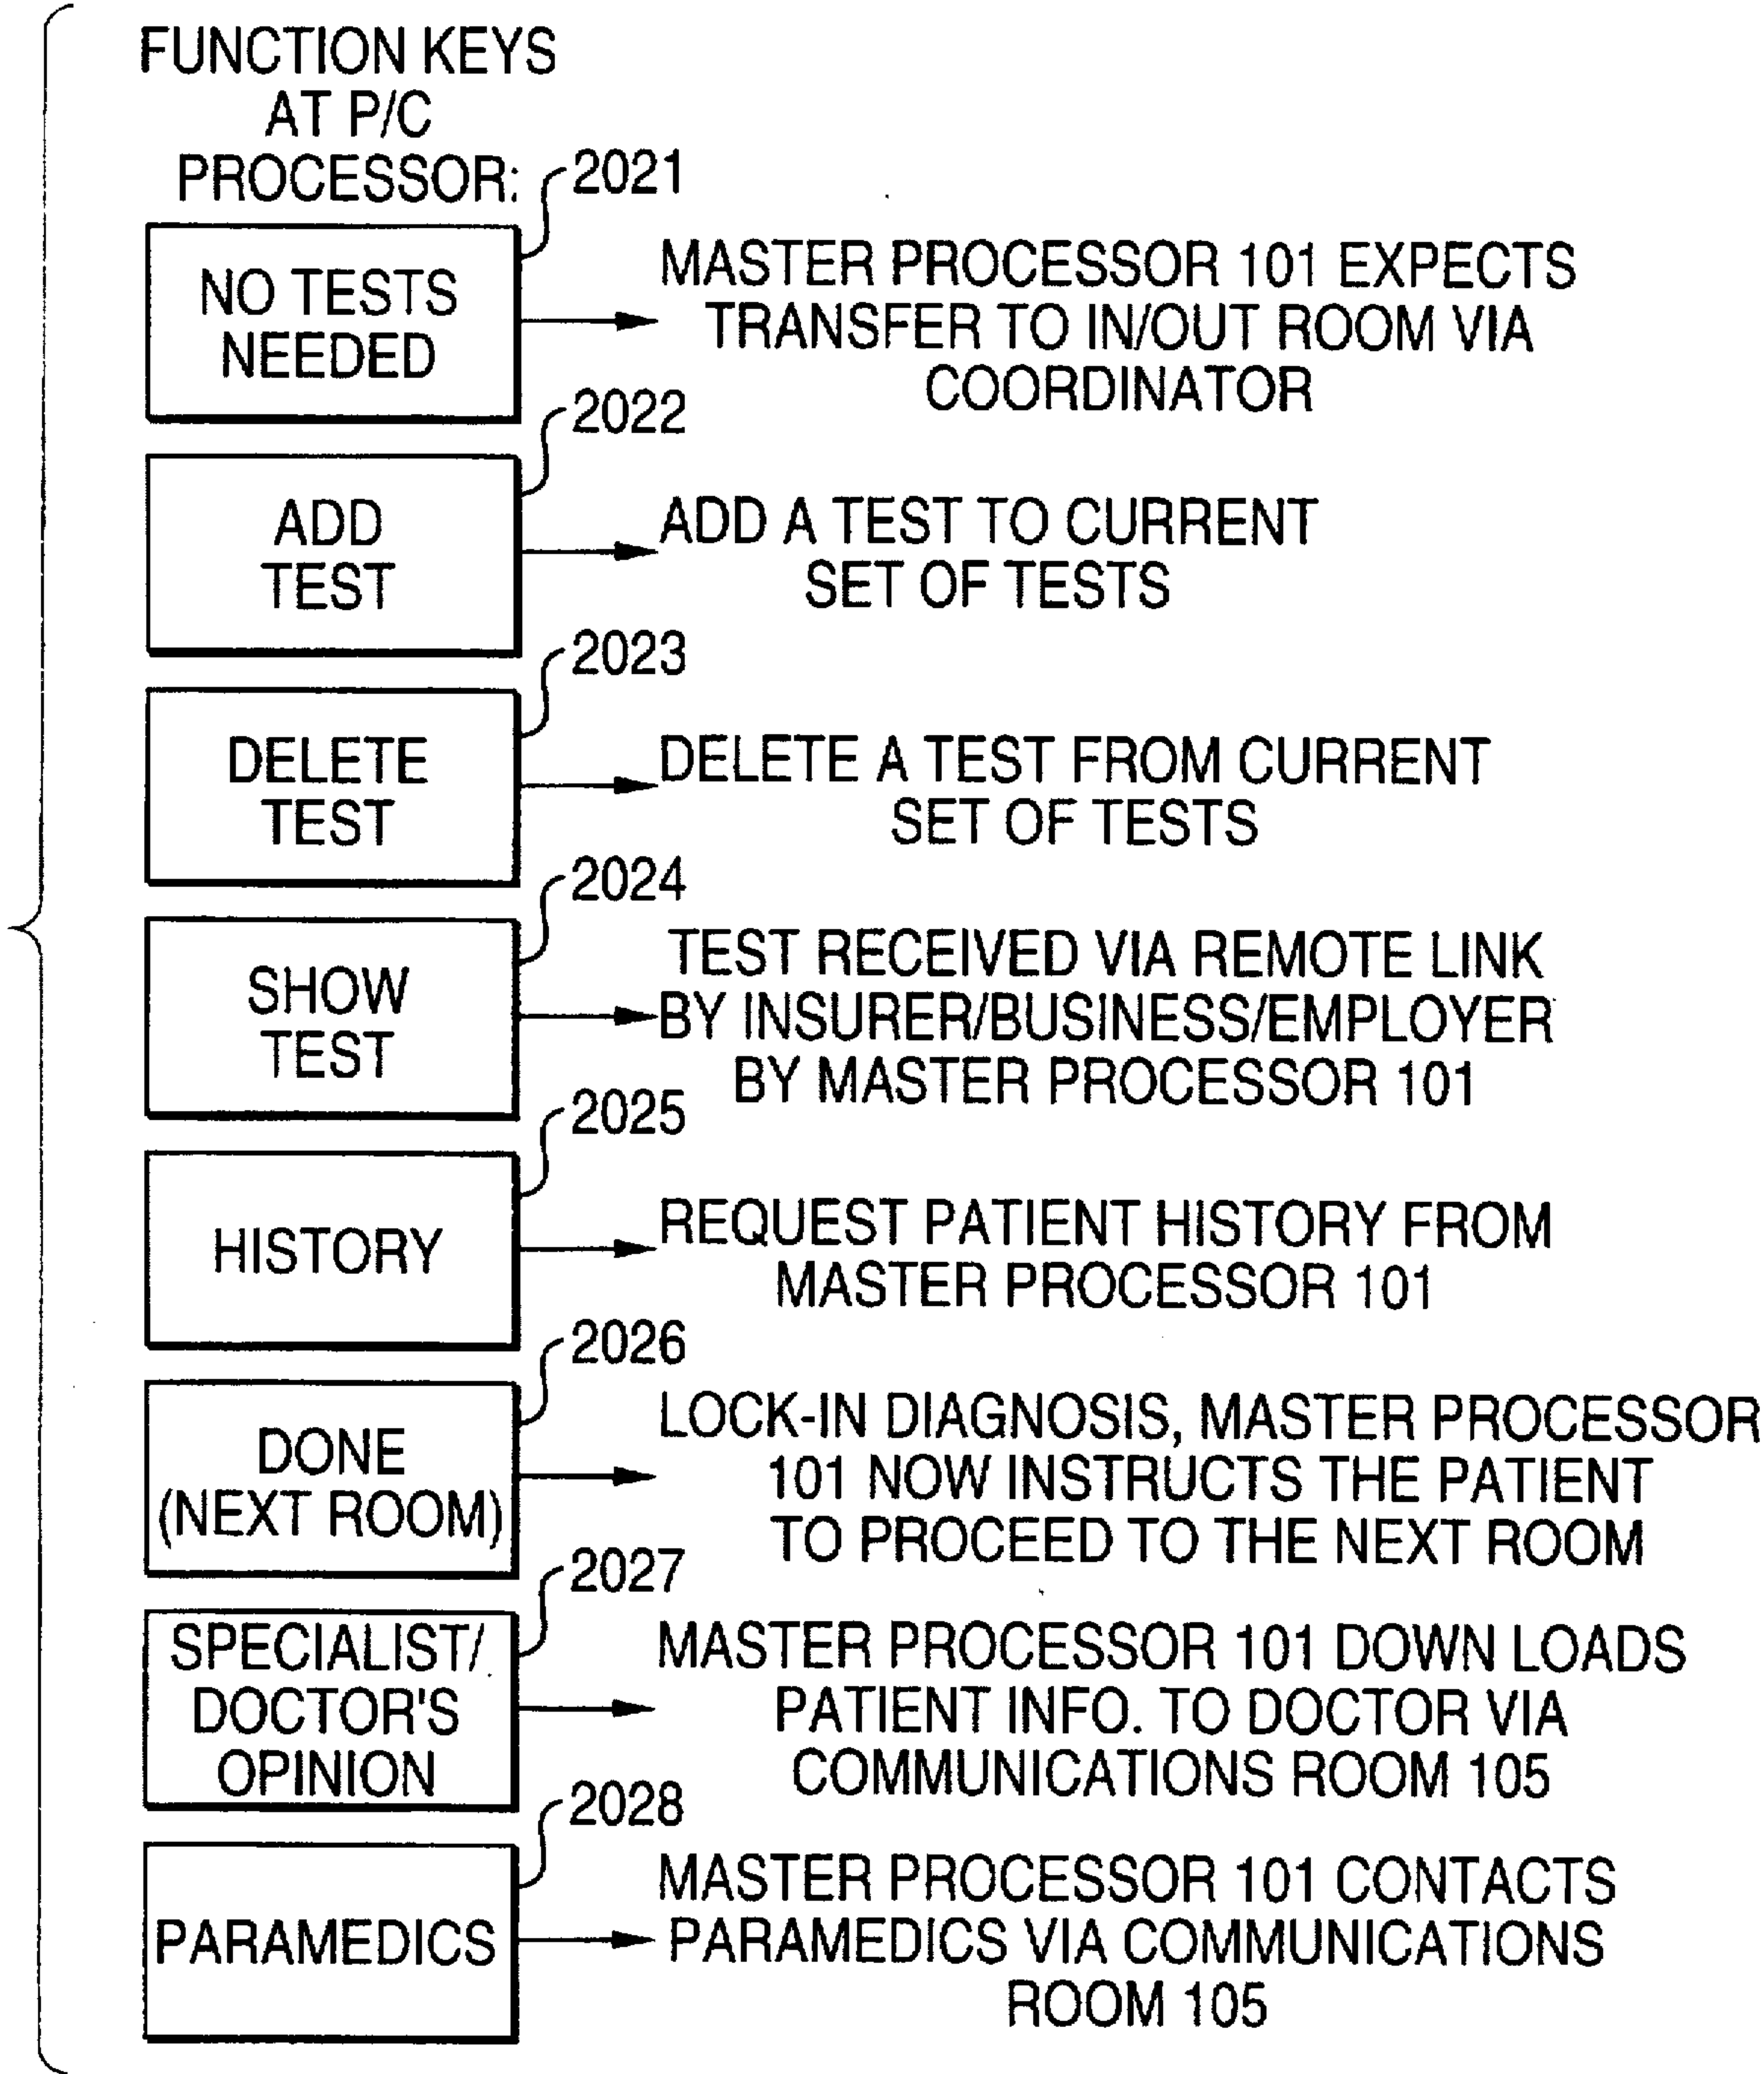 FUNCTION KEYS
AT P/C
PROCESSOR:
2021
NO TESTS
NEEDED
MASTER PROCESSOR 101 EXPECTS
TRANSFER TO IN/OUT ROOM VIA
COORDINATOR
2022
ADD
TEST
ADD A TEST TO CURRENT
SET OF TESTS
2023
DELETE
TEST
DELETE A TEST FROM CURRENT
SET OF TESTS
2024
SHOW
TEST
TEST RECEIVED VIA REMOTE LINK
BY INSURER/BUSINESS/EMPLOYER
BY MASTER PROCESSOR 101
2025
HISTORY
REQUEST PATIENT HISTORY FROM
MASTER PROCESSOR 101
2026
DONE
(NEXT ROOM)
LOCK-IN DIAGNOSIS, MASTER PROCESSOR
101 NOW INSTRUCTS THE PATIENT
TO PROCEED TO THE NEXT ROOM
2027
SPECIALIST/
DOCTOR'S
OPINION
MASTER PROCESSOR 101 DOWN LOADS
PATIENT INFO. TO DOCTOR VIA
COMMUNICATIONS ROOM 105
2028
PARAMEDICS
MASTER PROCESSOR 101 CONTACTS
PARAMEDICS VIA COMMUNICATIONS
ROOM 105